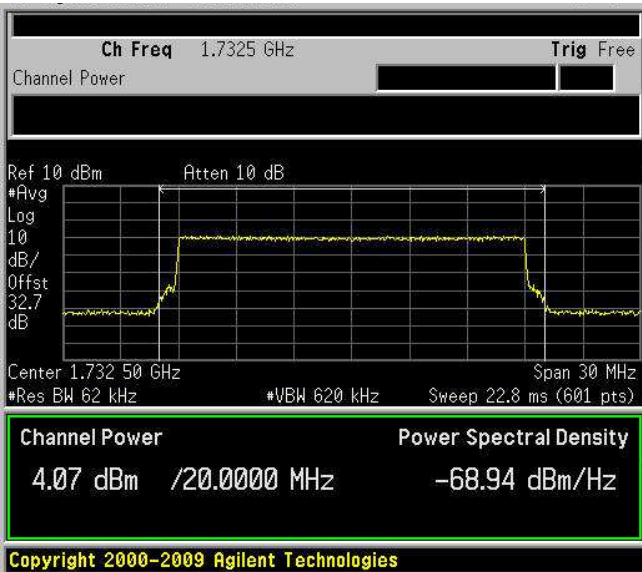 Ch Freq 1.7325 GHz Trig Free
Channel Power
Ref 10 dBm Atten 10 dB
#Avg
Log
10
dB/
Offst
32.7
dB
Center 1.732 50 GHz Span 30 MHz
#Res BW 62 kHz #VBW 620 kHz Sweep 22.8 ms (601 pts)
Channel Power Power Spectral Density
4.07 dBm /20.0000 MHz -68.94 dBm/Hz
Copyright 2000-2009 Agilent Technologies